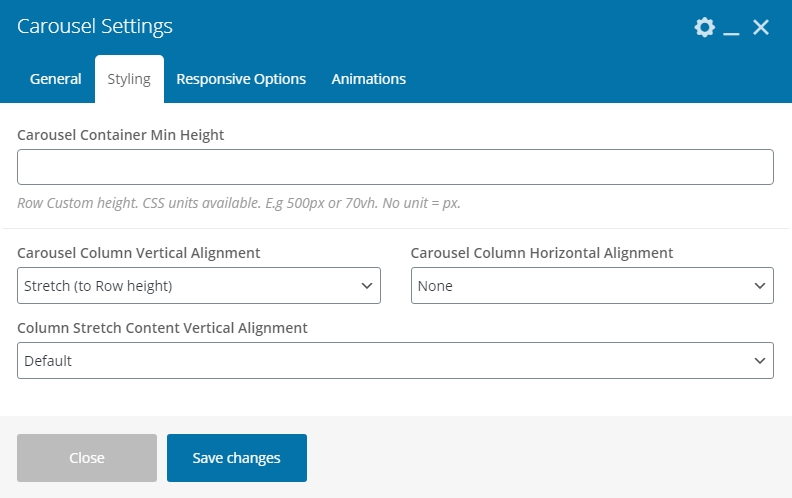 Carousel Settings
General Styling Responsive Options Animations
Carousel Container Min Height
Row Custom height. CSS units available. E.g 500px or 70vh. No unit = px.
Carousel Column Vertical Alignment Carousel Column Horizontal Alignment
Stretch (to Row height) None
Column Stretch Content Vertical Alignment
Default
Close Save changes